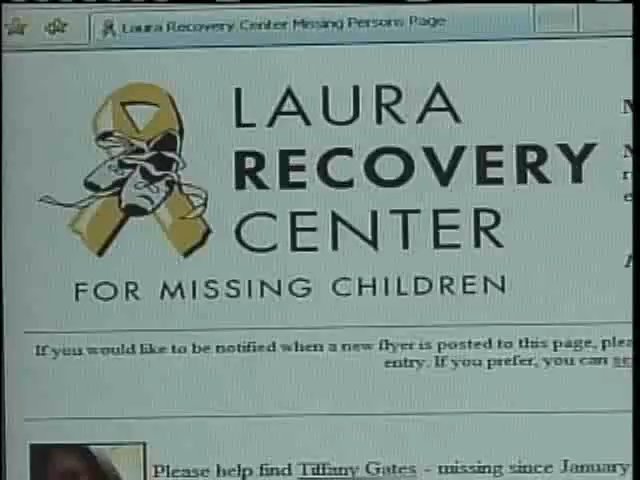 Laura Recovery Center Missing Persons Page
LAURA
RECOVERY
CENTER
FOR MISSING CHILDREN
If you would like to be notified when a new flyer is posted to this page, plea
entry. If you prefer, you can se
Please help find Tiffany Gates - missing since January